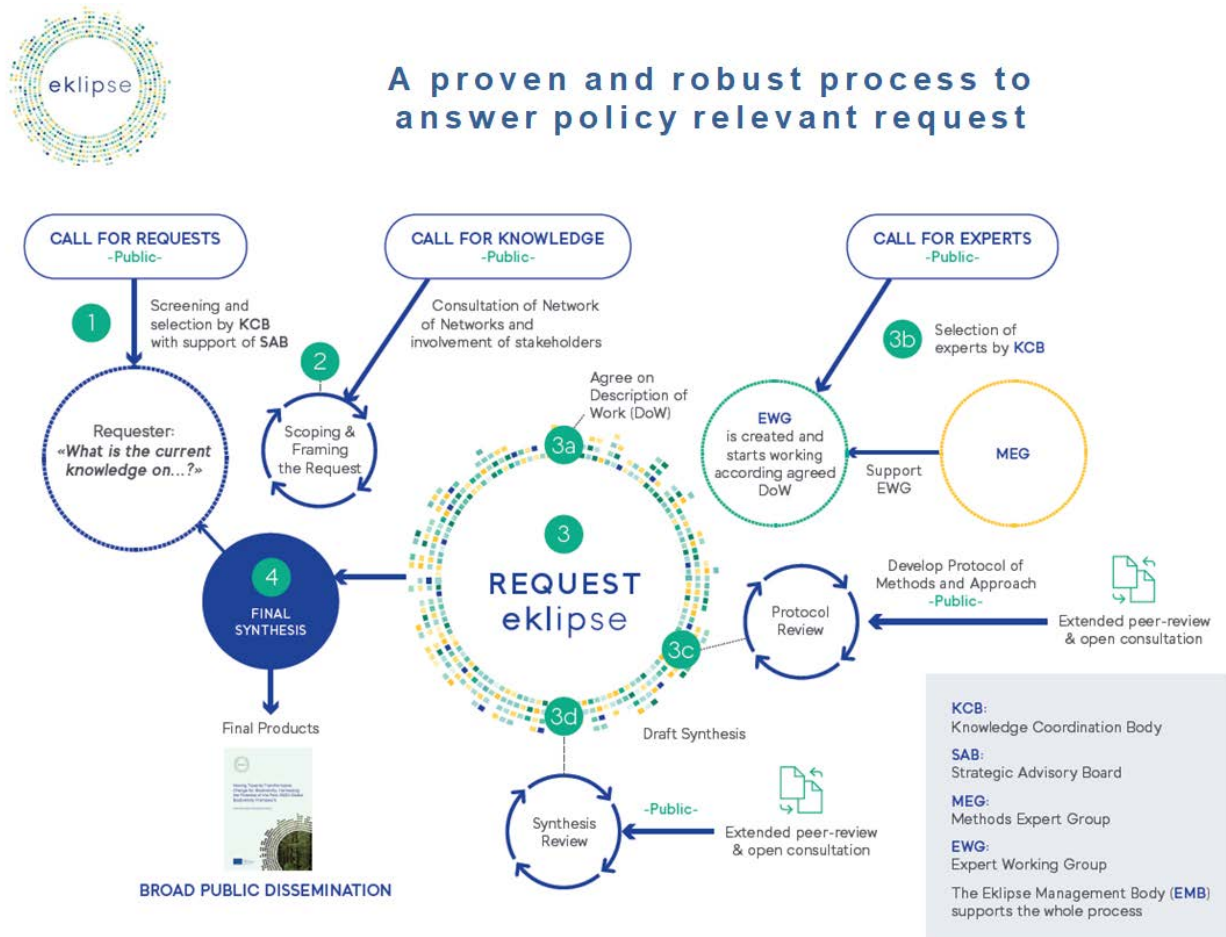 eklipse
A proven and robust process to
answer policy relevant request
CALL FOR REQUESTS
-Public-
CALL FOR KNOWLEDGE
-Public-
CALL FOR EXPERTS
-Public-
1
Screening and
selection by KCB
with support of SAB
2
Consultation of Network
of Networks and
involvement of stakeholders
3b
Selection of
experts by KCB
Requester:
«What is the current
knowledge on...?»
Scoping &
Framing
the Request
3a
Agree on
Description of
Work (DoW)
EWG
is created and
starts working
according agreed
DoW
Support
EWG
MEG
3
REQUEST
eklipse
4
FINAL
SYNTHESIS
3c
Protocol
Review
Develop Protocol of
Methods and Approach
-Public-
Extended peer-review
& open consultation
3d
Draft Synthesis
Synthesis
Review
-Public-
Extended peer-review
& open consultation
Final Products
BROAD PUBLIC DISSEMINATION
KCB:
Knowledge Coordination Body
SAB:
Strategic Advisory Board
MEG:
Methods Expert Group
EWG:
Expert Working Group
The Eklipse Management Body (EMB)
supports the whole process